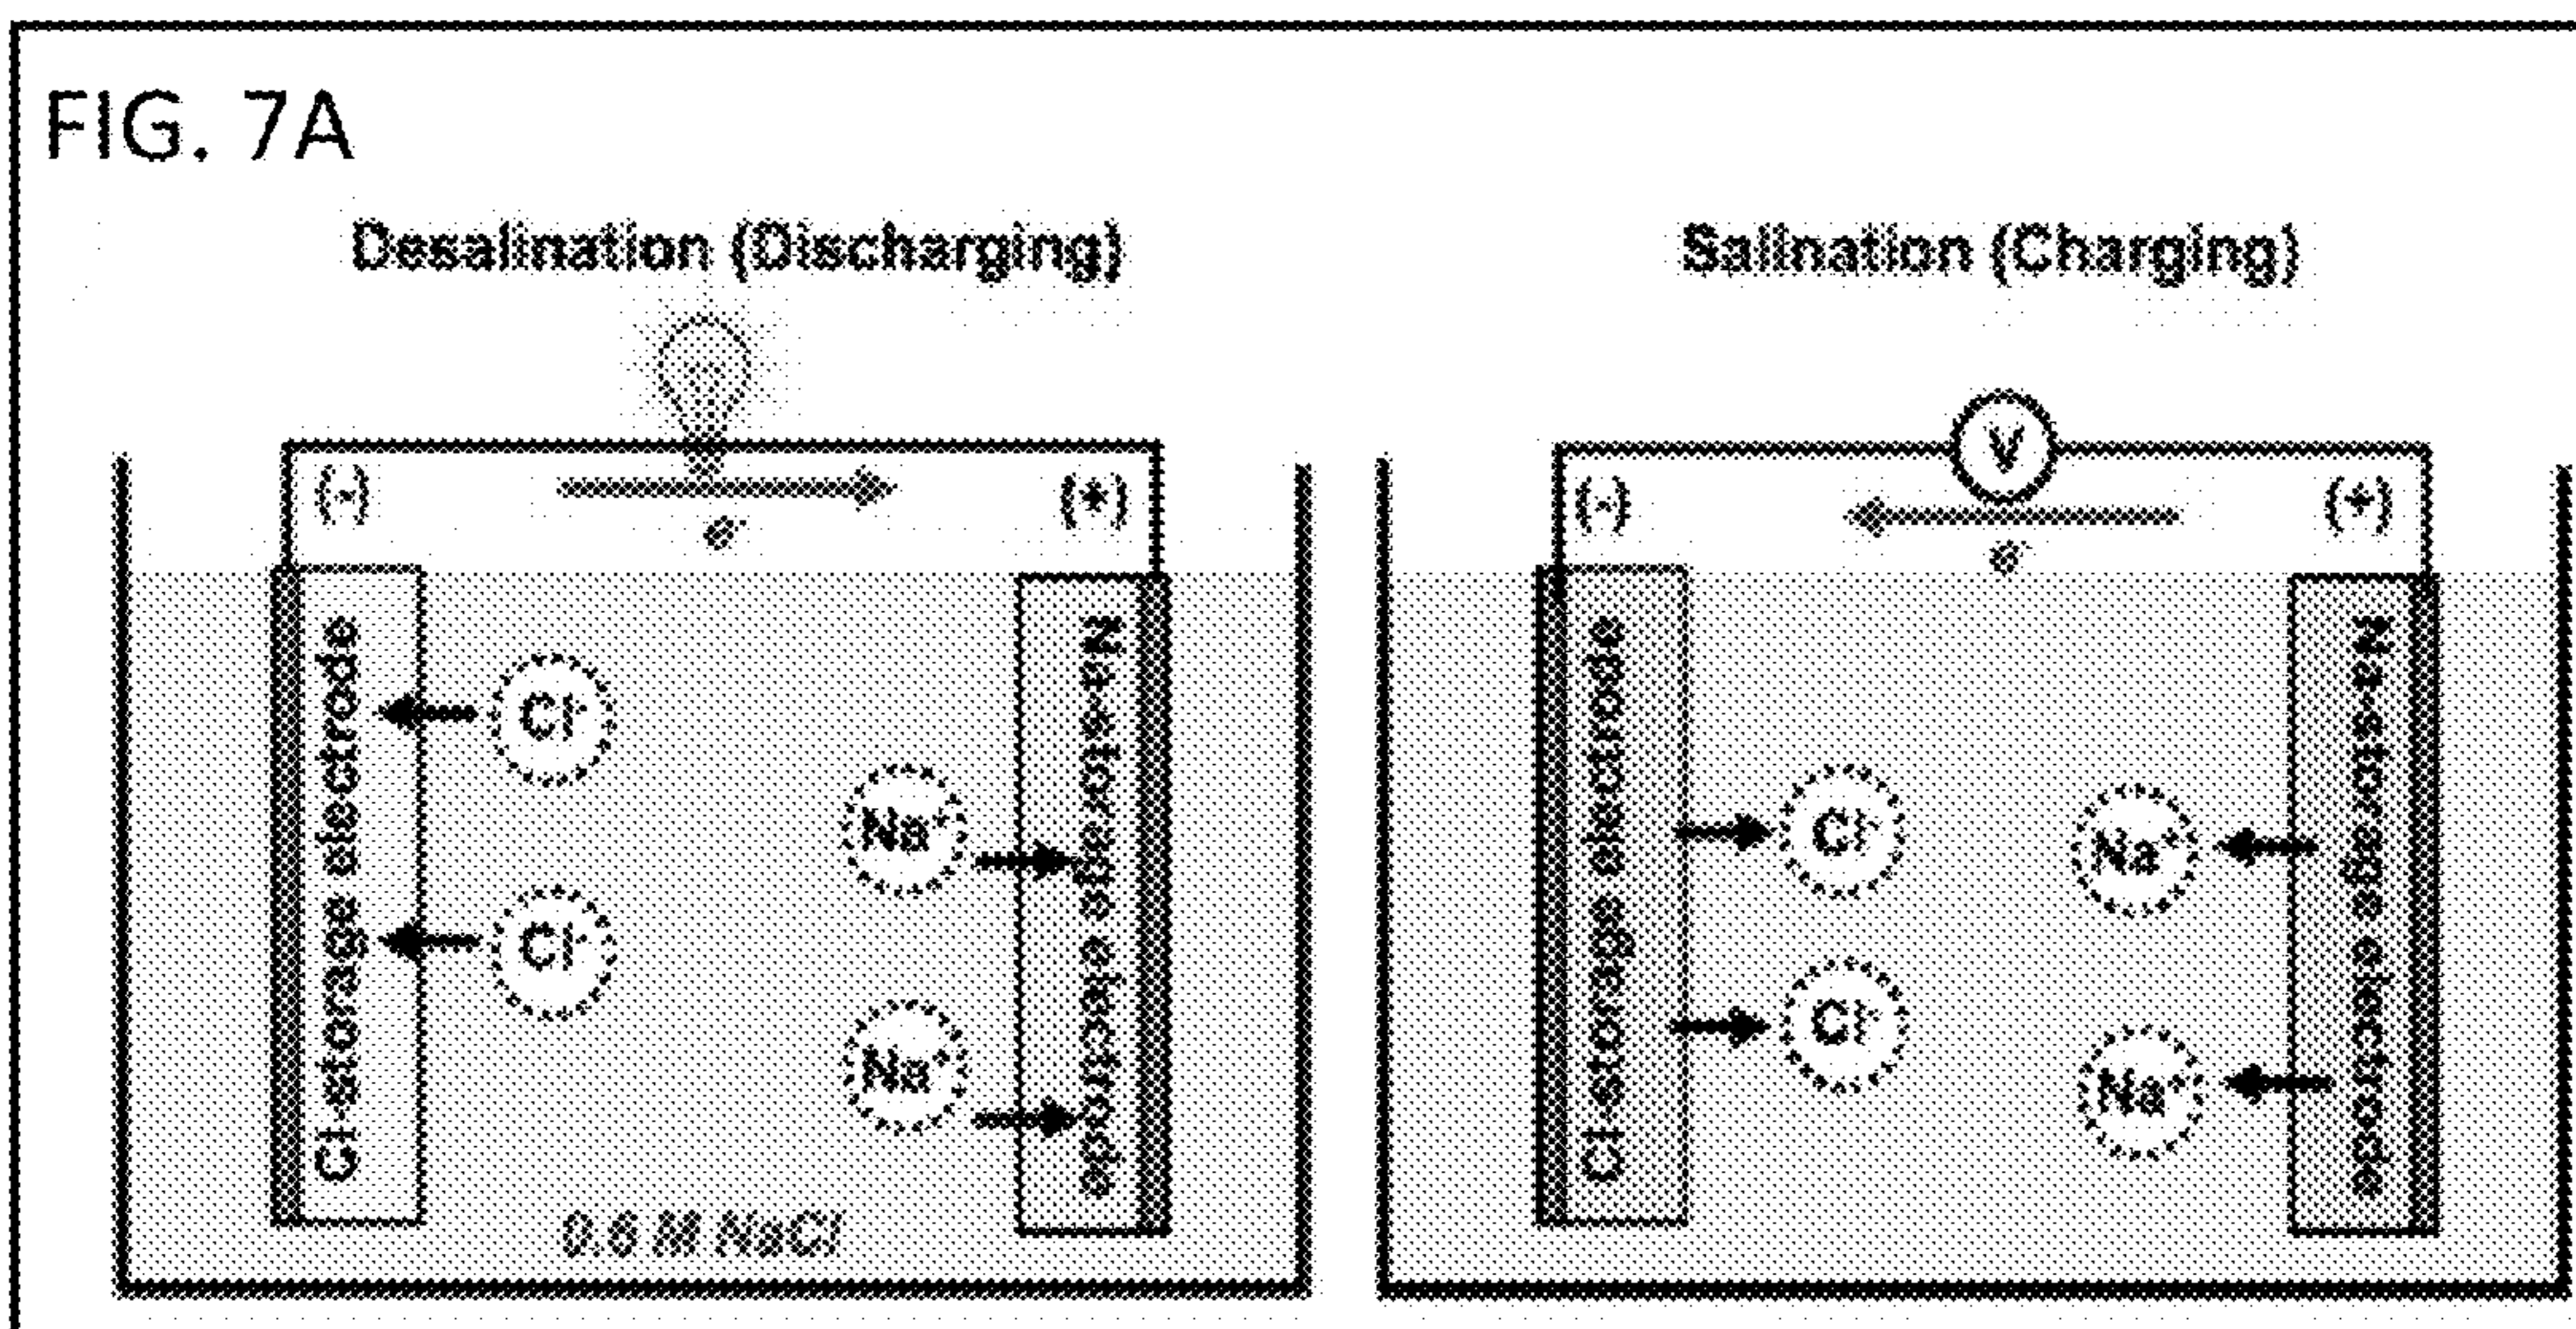 FIG. 7A
Desalination (Discharging)
(-)
(+)
e-
Cl-storage electrode
Cl-
Cl-
Na+
Na+
Na-storage electrode
0.6 M NaCl
Salination (Charging)
V
(-)
(+)
e-
Cl-storage electrode
Cl-
Cl-
Na+
Na+
Na-storage electrode